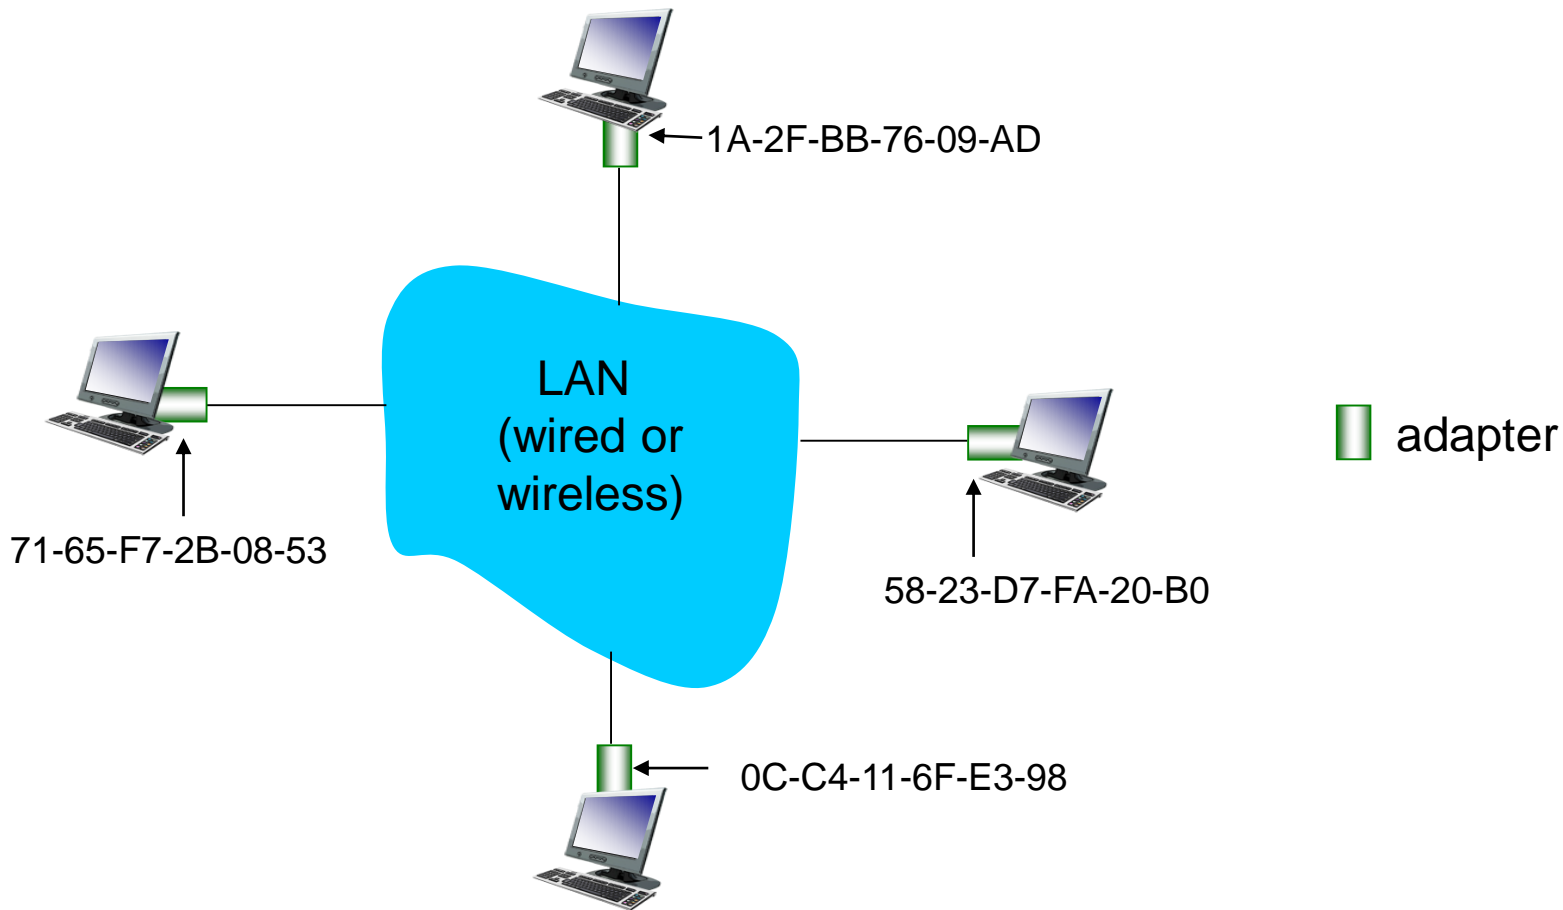 1A-2F-BB-76-09-AD
LAN
(wired or
wireless)
adapter
71-65-F7-2B-08-53
58-23-D7-FA-20-B0
0C-C4-11-6F-E3-98